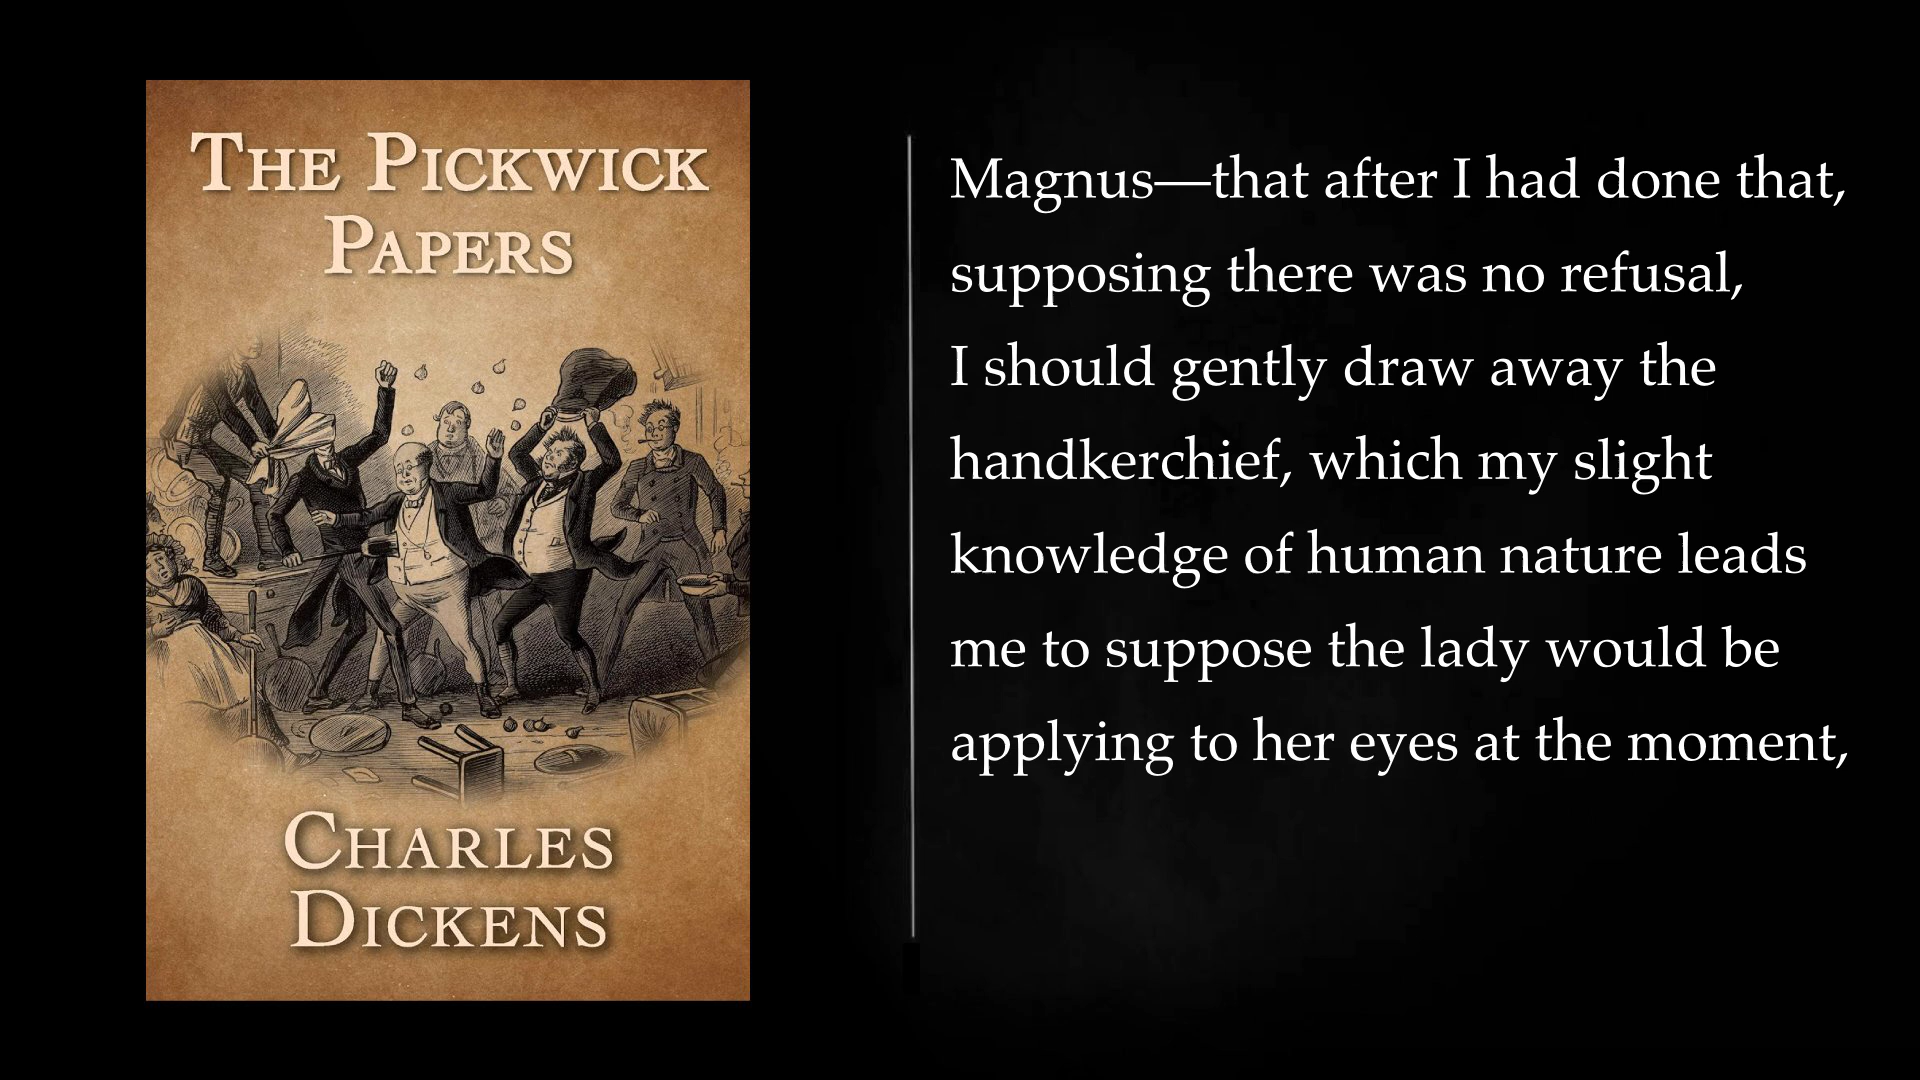 The Pickwick
Papers
Charles
Dickens
Magnus—that after I had done that,
supposing there was no refusal,
I should gently draw away the
handkerchief, which my slight
knowledge of human nature leads
me to suppose the lady would be
applying to her eyes at the moment,